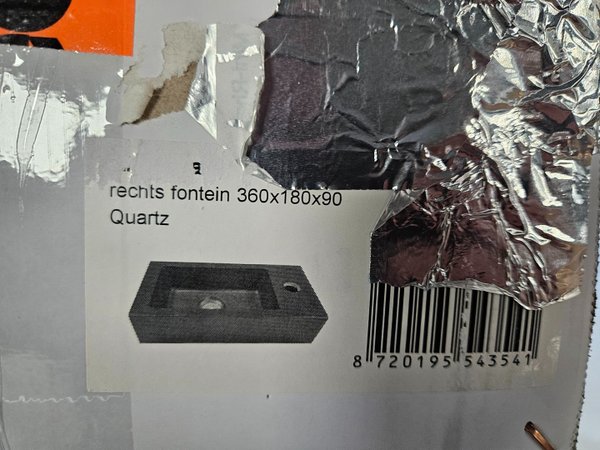 rechts fontein 360x180x90
Quartz
8 720195 543541